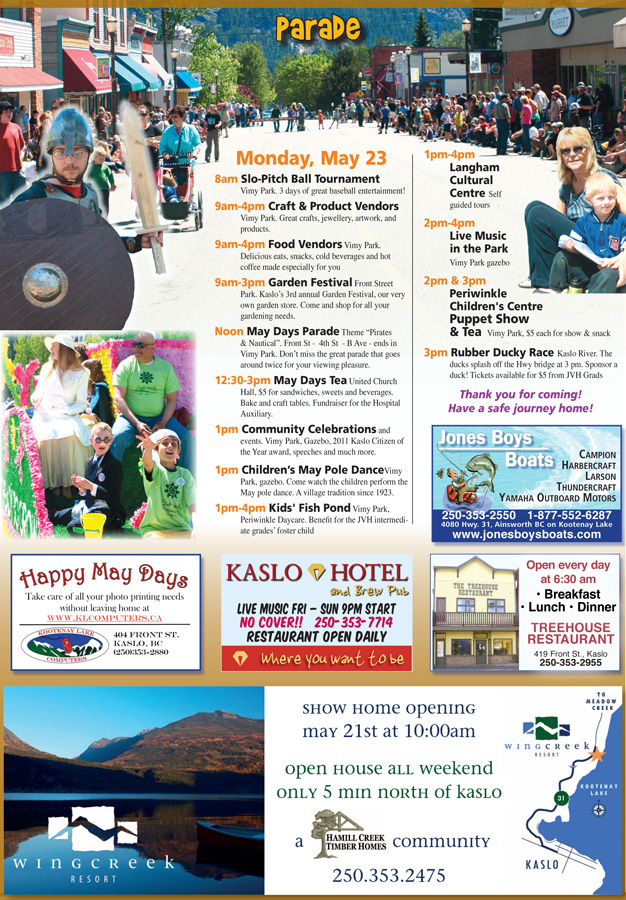 Parade
Monday, May 23
8am Slo-Pitch Ball Tournament
Vimy Park. 3 days of great baseball entertainment!
9am-4pm Craft & Product Vendors
Vimy Park. Great crafts, jewellery, artwork, and
products.
9am-4pm Food Vendors Vimy Park.
Delicious eats, snacks, cold beverages and hot
coffee made especially for you
9am-3pm Garden Festival Front Street
Park. Kaslo's 3rd annual Garden Festival, our very
own garden store. Come and shop for all your
gardening needs.
Noon May Days Parade Theme "Pirates
& Nautical". Front St - 4th St - B Ave - ends in
Vimy Park. Don't miss the great parade that goes
around twice for your viewing pleasure.
12:30-3pm May Days Tea United Church
Hall, $5 for sandwiches, sweets and beverages.
Bake and craft tables. Fundraiser for the Hospital
Auxiliary.
1pm Community Celebrations and
events. Vimy Park, Gazebo, 2011 Kaslo Citizen of
the Year award, speeches and much more.
1pm Children's May Pole Dance Vimy
Park, gazebo. Come watch the children perform the
May pole dance. A village tradition since 1923.
1pm-4pm Kids' Fish Pond Vimy Park,
Periwinkle Daycare. Benefit for the JVH intermedi-
ate grades' foster child
1pm-4pm
Langham
Cultural
Centre Self
guided tours
2pm-4pm
Live Music
in the Park
Vimy Park gazebo
2pm & 3pm
Periwinkle
Children's Centre
Puppet Show
& Tea Vimy Park, $5 each for show & snack
3pm Rubber Ducky Race Kaslo River. The
ducks splash off the Hwy bridge at 3 pm. Sponsor a
duck! Tickets available for $5 from JVH Grads
Thank you for coming!
Have a safe journey home!
Jones Boys
Boats
Campion
Harbercraft
Larson
Thundercraft
Yamaha Outboard Motors
250-353-2550 1-877-552-6287
4080 Hwy. 31, Ainsworth BC on Kootenay Lake
www.jonesboysboats.com
Happy May Days
Take care of all your photo printing needs
without leaving home at
www.klcomputers.ca
KOOTENAY LAKE
COMPUTERS
404 Front St.
Kaslo, BC
(250)353-2880
KASLO HOTEL
and Brew Pub
LIVE MUSIC FRI – SUN 9PM START
NO COVER!! 250-353-7714
RESTAURANT OPEN DAILY
Where you want to be
THE TREEHOUSE
RESTAURANT
Open every day
at 6:30 am
• Breakfast
• Lunch • Dinner
TREEHOUSE
RESTAURANT
419 Front St., Kaslo
250-353-2955
wingcreek
RESORT
show home opening
may 21st at 10:00am
open house all weekend
only 5 min north of kaslo
a HAMILL CREEK TIMBER HOMES community
250.353.2475
TO
MEADOW
CREEK
wingcreek
RESORT
KOOTENAY
LAKE
31
KASLO